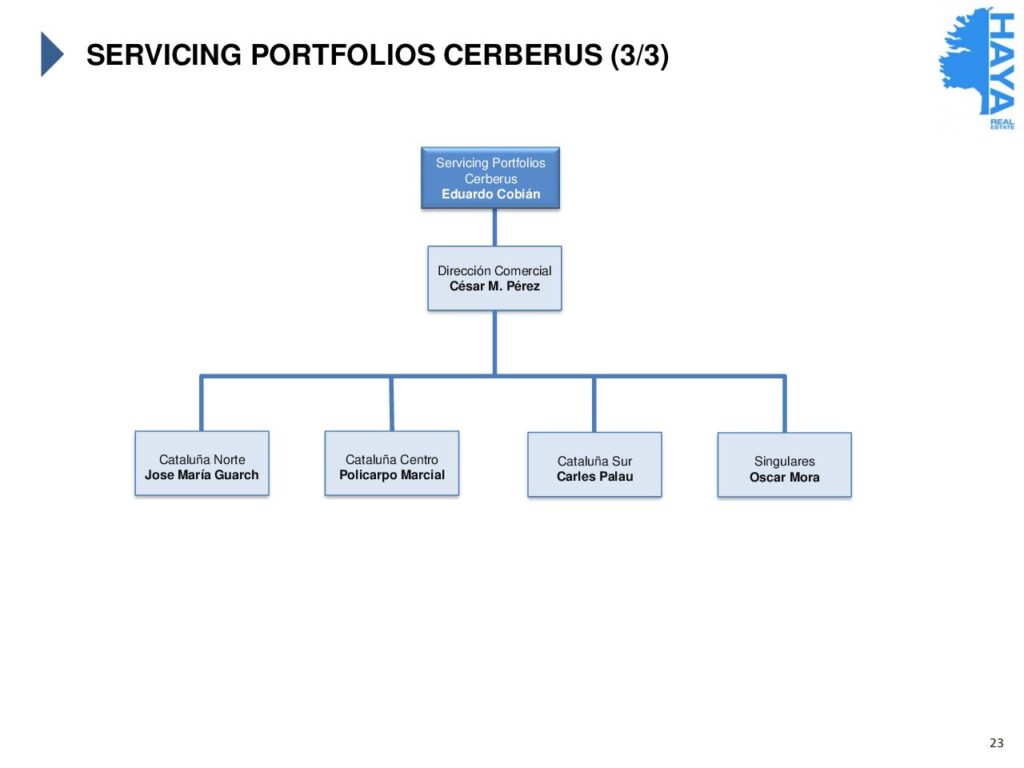 SERVICING PORTFOLIOS CERBERUS (3/3)
HAYA
REAL
ESTATE
Servicing Portfolios
Cerberus
Eduardo Cobián
Dirección Comercial
César M. Pérez
Cataluña Norte
Jose María Guarch
Cataluña Centro
Policarpo Marcial
Cataluña Sur
Carles Palau
Singulares
Oscar Mora
23